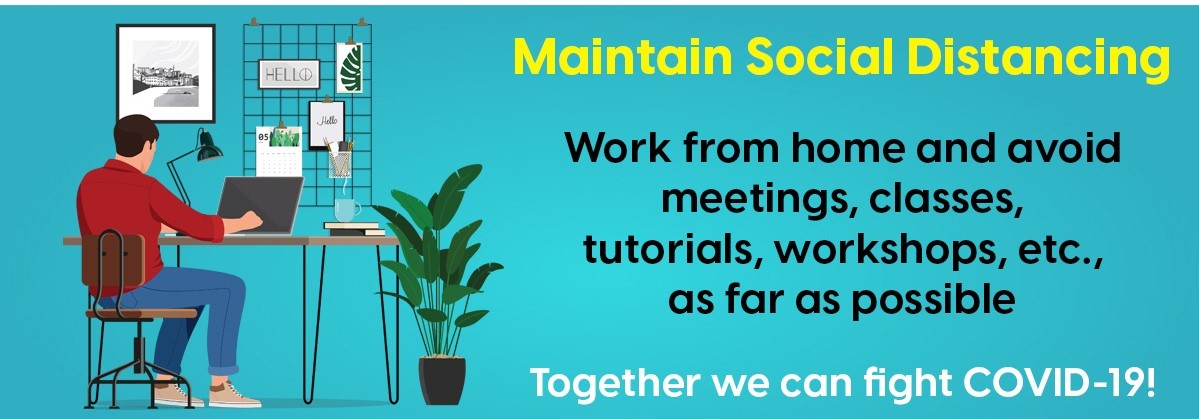 HELLO
Hello
05
Maintain Social Distancing
Work from home and avoid
meetings, classes,
tutorials, workshops, etc.,
as far as possible
Together we can fight COVID-19!